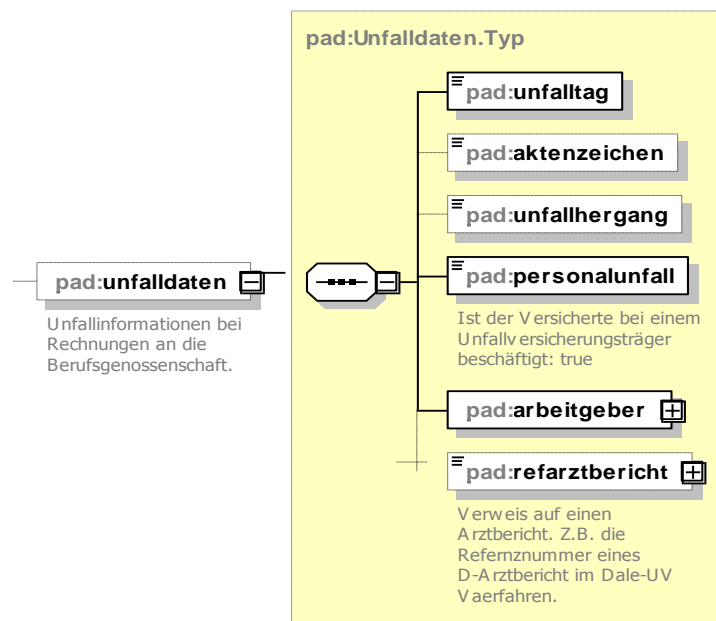 pad:Unfalldaten.Typ
pad:unfalltag
pad:aktenzeichen
pad:unfallhergang
pad:unfalldaten
Unfallinformationen bei
Rechnungen an die
Berufsgenossenschaft.
pad:personalunfall
Ist der Versicherte bei einem
Unfallversicherungsträger
beschäftigt: true
pad:arbeitgeber
pad:refarztbericht
Verweis auf einen
Arztbericht. Z.B. die
Refernznummer eines
D-Arztbericht im Dale-UV
Vaerfahren.